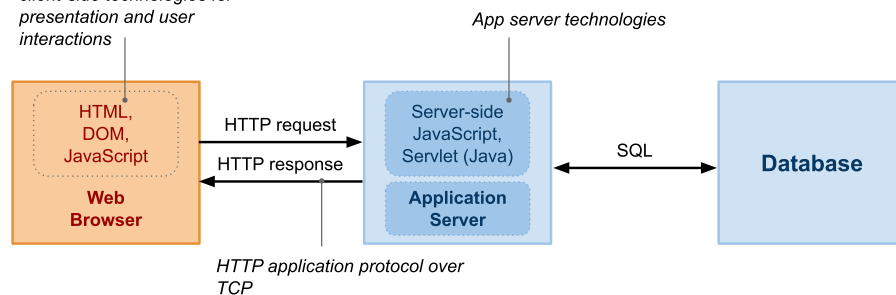 presentation and user
interactions
App server technologies
HTML,
DOM,
JavaScript
Web
Browser
HTTP request
HTTP response
Server-side
JavaScript,
Servlet (Java)
Application
Server
SQL
Database
HTTP application protocol over
TCP